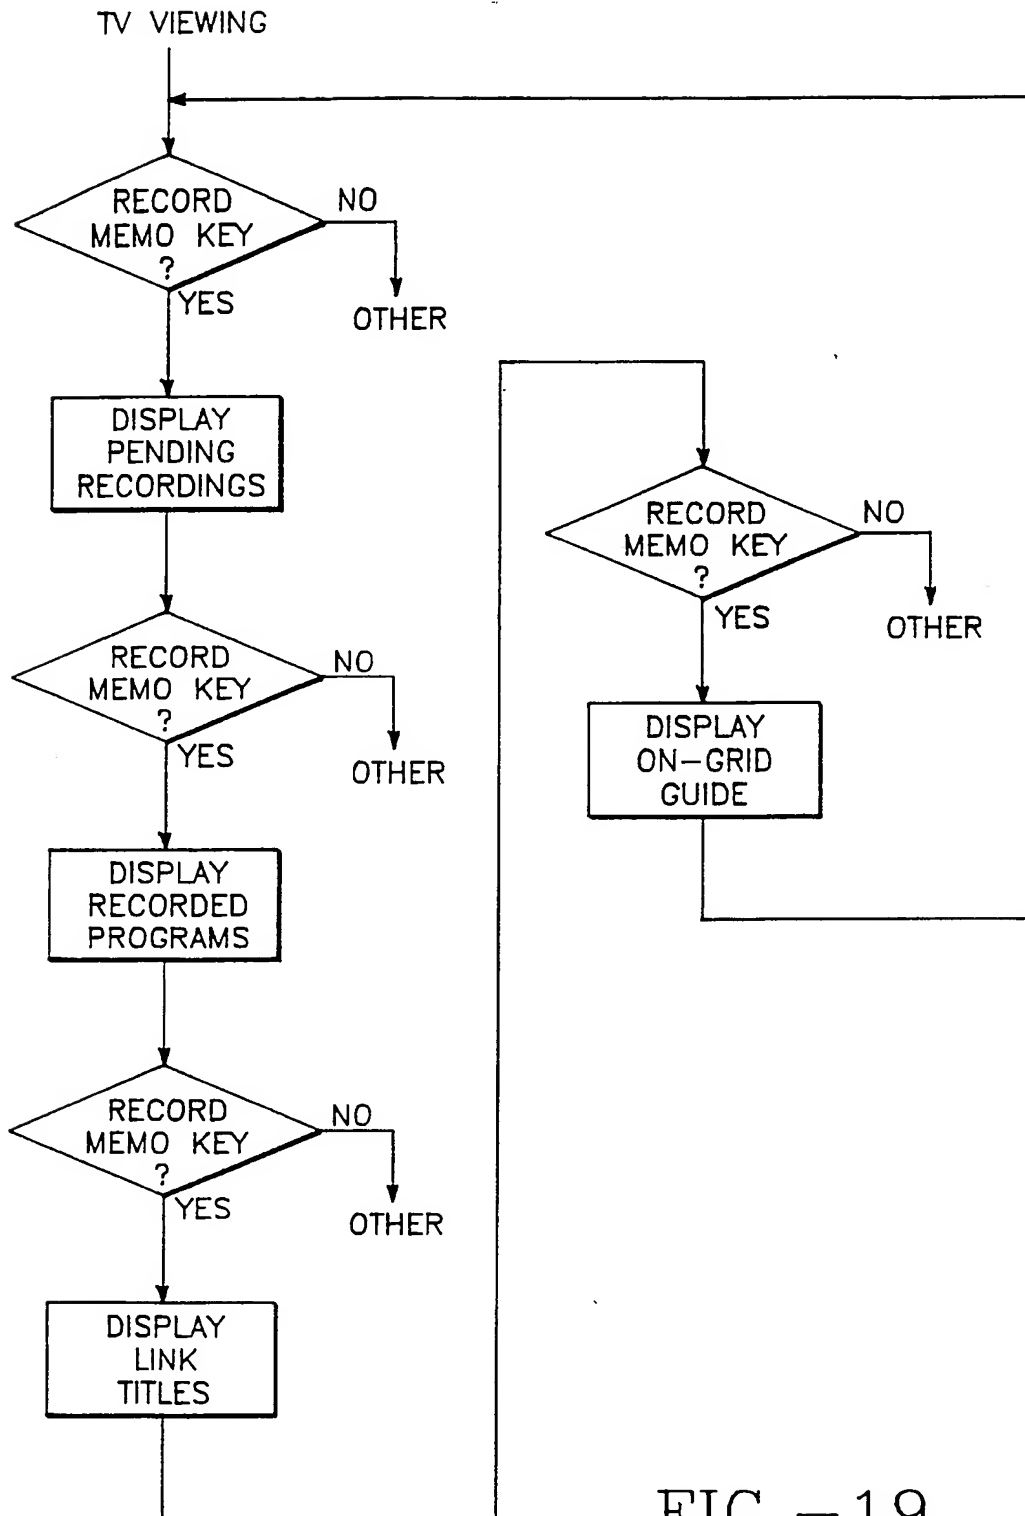 TV VIEWING
RECORD
MEMO KEY
?
NO
YES
OTHER
DISPLAY
PENDING
RECORDINGS
RECORD
MEMO KEY
?
NO
YES
OTHER
DISPLAY
RECORDED
PROGRAMS
RECORD
MEMO KEY
?
NO
YES
OTHER
DISPLAY
LINK
TITLES
RECORD
MEMO KEY
?
NO
YES
OTHER
DISPLAY
ON-GRID
GUIDE
FIG.-19